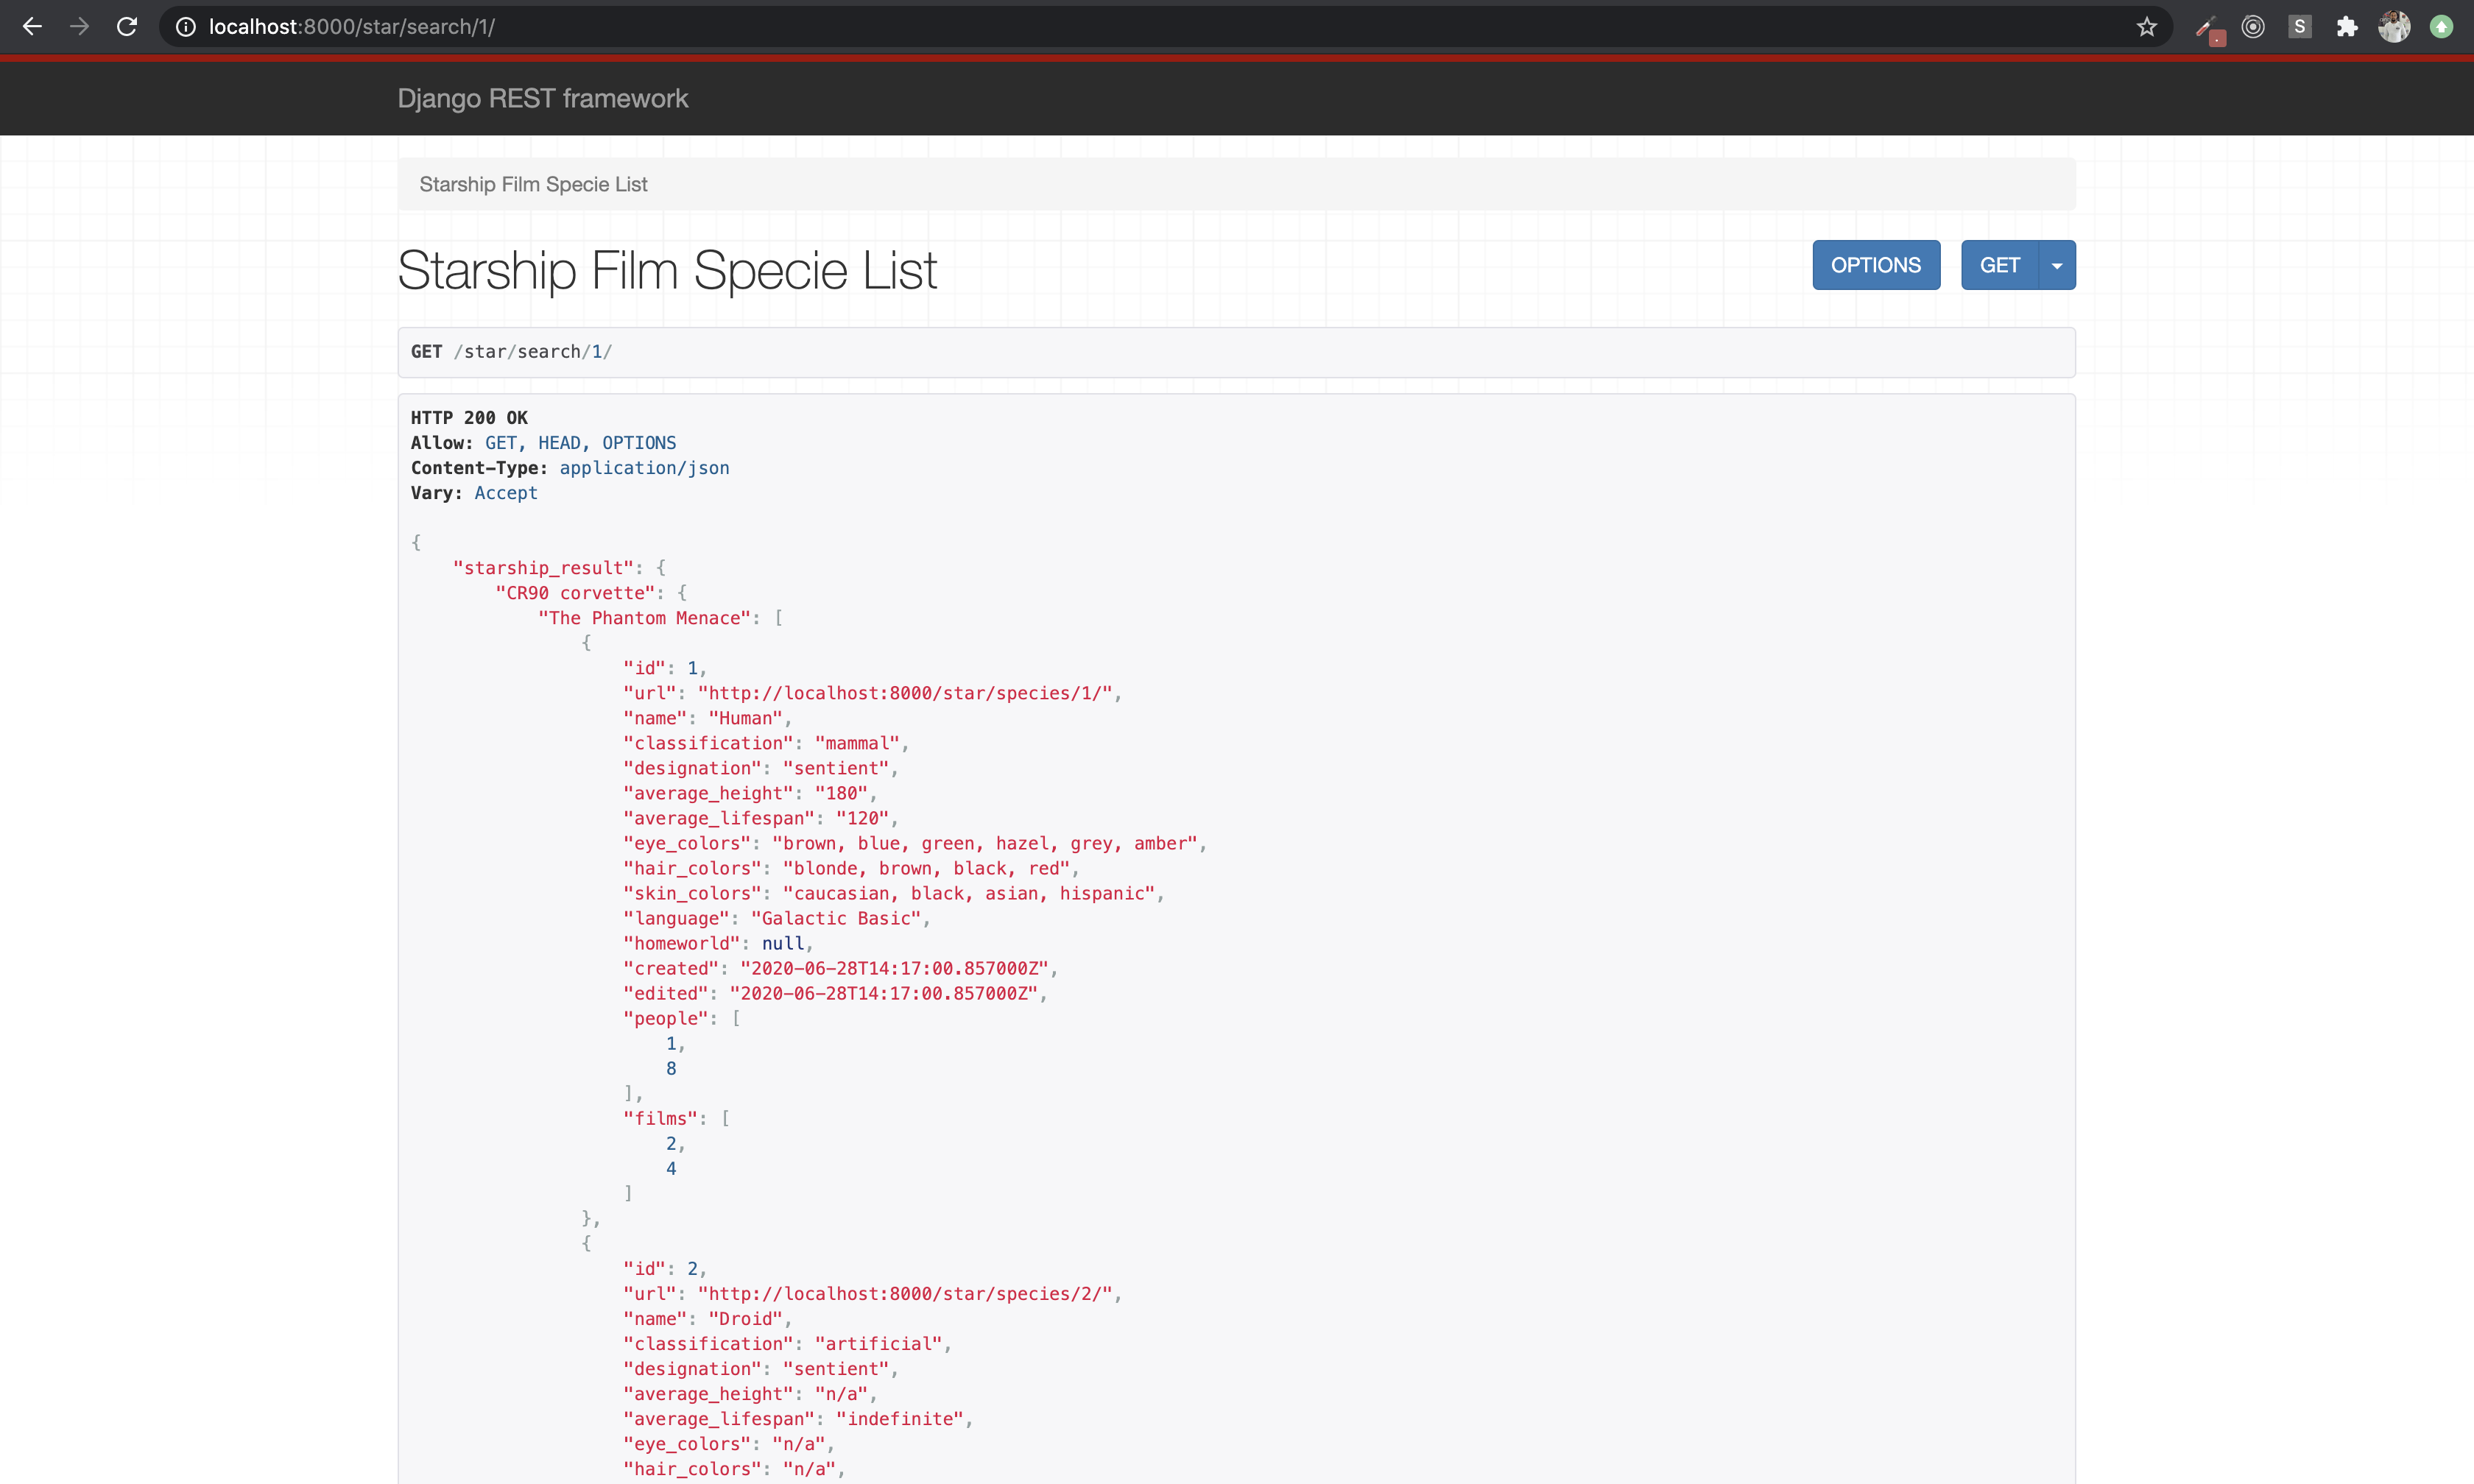 localhost:8000/star/search/1/
S
Django REST framework
Starship Film Specie List
Starship Film Specie List
OPTIONS
GET
GET /star/search/1/
HTTP 200 OK
Allow: GET, HEAD, OPTIONS
Content-Type: application/json
Vary: Accept
{
    "starship_result": {
        "CR90 corvette": {
            "The Phantom Menace": [
                {
                    "id": 1,
                    "url": "http://localhost:8000/star/species/1/",
                    "name": "Human",
                    "classification": "mammal",
                    "designation": "sentient",
                    "average_height": "180",
                    "average_lifespan": "120",
                    "eye_colors": "brown, blue, green, hazel, grey, amber",
                    "hair_colors": "blonde, brown, black, red",
                    "skin_colors": "caucasian, black, asian, hispanic",
                    "language": "Galactic Basic",
                    "homeworld": null,
                    "created": "2020-06-28T14:17:00.857000Z",
                    "edited": "2020-06-28T14:17:00.857000Z",
                    "people": [
                        1,
                        8
                    ],
                    "films": [
                        2,
                        4
                    ]
                },
                {
                    "id": 2,
                    "url": "http://localhost:8000/star/species/2/",
                    "name": "Droid",
                    "classification": "artificial",
                    "designation": "sentient",
                    "average_height": "n/a",
                    "average_lifespan": "indefinite",
                    "eye_colors": "n/a",
                    "hair_colors": "n/a",